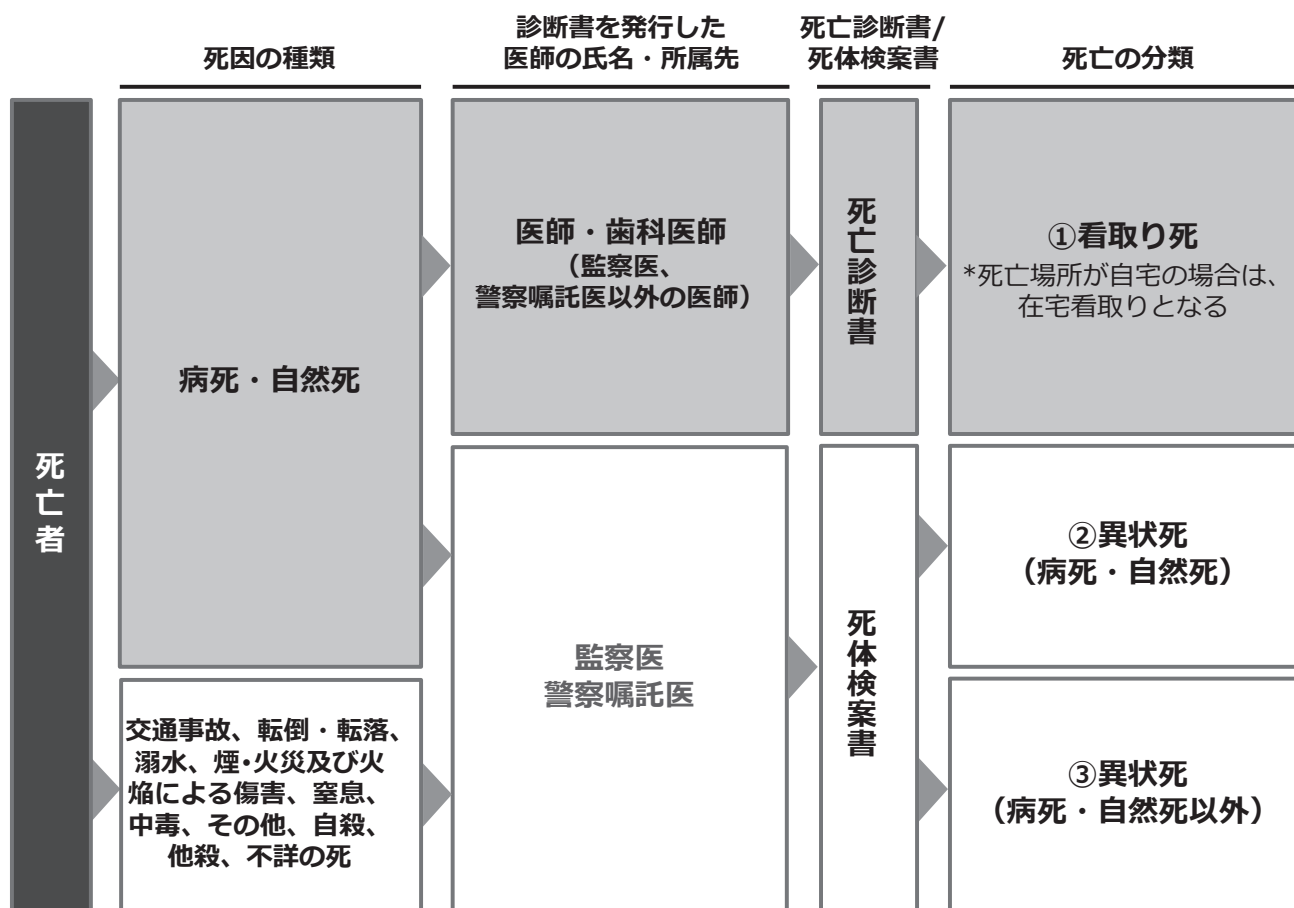 死因の種類
診断書を発行した
医師の氏名・所属先
死亡診断書/
死体検案書
死亡の分類
死亡者
病死・自然死
医師・歯科医師
（監察医、
警察嘱託医以外の医師）
死亡診断書
①看取り死
*死亡場所が自宅の場合は、
在宅看取りとなる
監察医
警察嘱託医
死体検案書
②異状死
（病死・自然死）
交通事故、転倒・転落、
溺水、煙・火災及び火
焔による傷害、窒息、
中毒、その他、自殺、
他殺、不詳の死
③異状死
（病死・自然死以外）